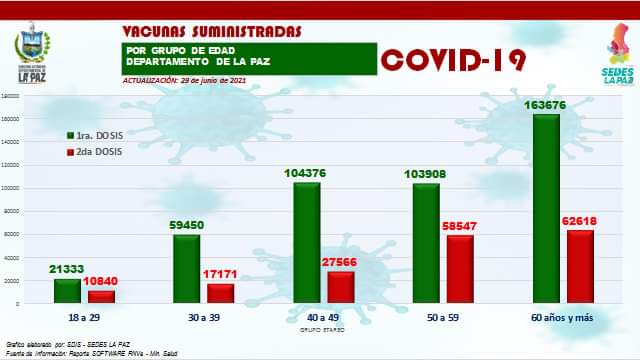 VACUNAS SUMINISTRADAS
POR GRUPO DE EDAD
DEPARTAMENTO DE LA PAZ
COVID-19
ACTUALIZACIÓN: 29 de junio de 2021
LA PAZ
SEDES
LA PAZ
1ra. DOSIS
2da DOSIS
180000
160000
140000
120000
100000
80000
60000
40000
20000
0
21333
10840
59450
17171
104376
27566
103908
58547
163676
62618
18 a 29
30 a 39
40 a 49
50 a 59
60 años y más
GRUPO ETAREO
Grafico elaborado por: SDIS - SEDES LA PAZ
Fuente de Información: Reporte SOFTWARE RNVe - Min. Salud